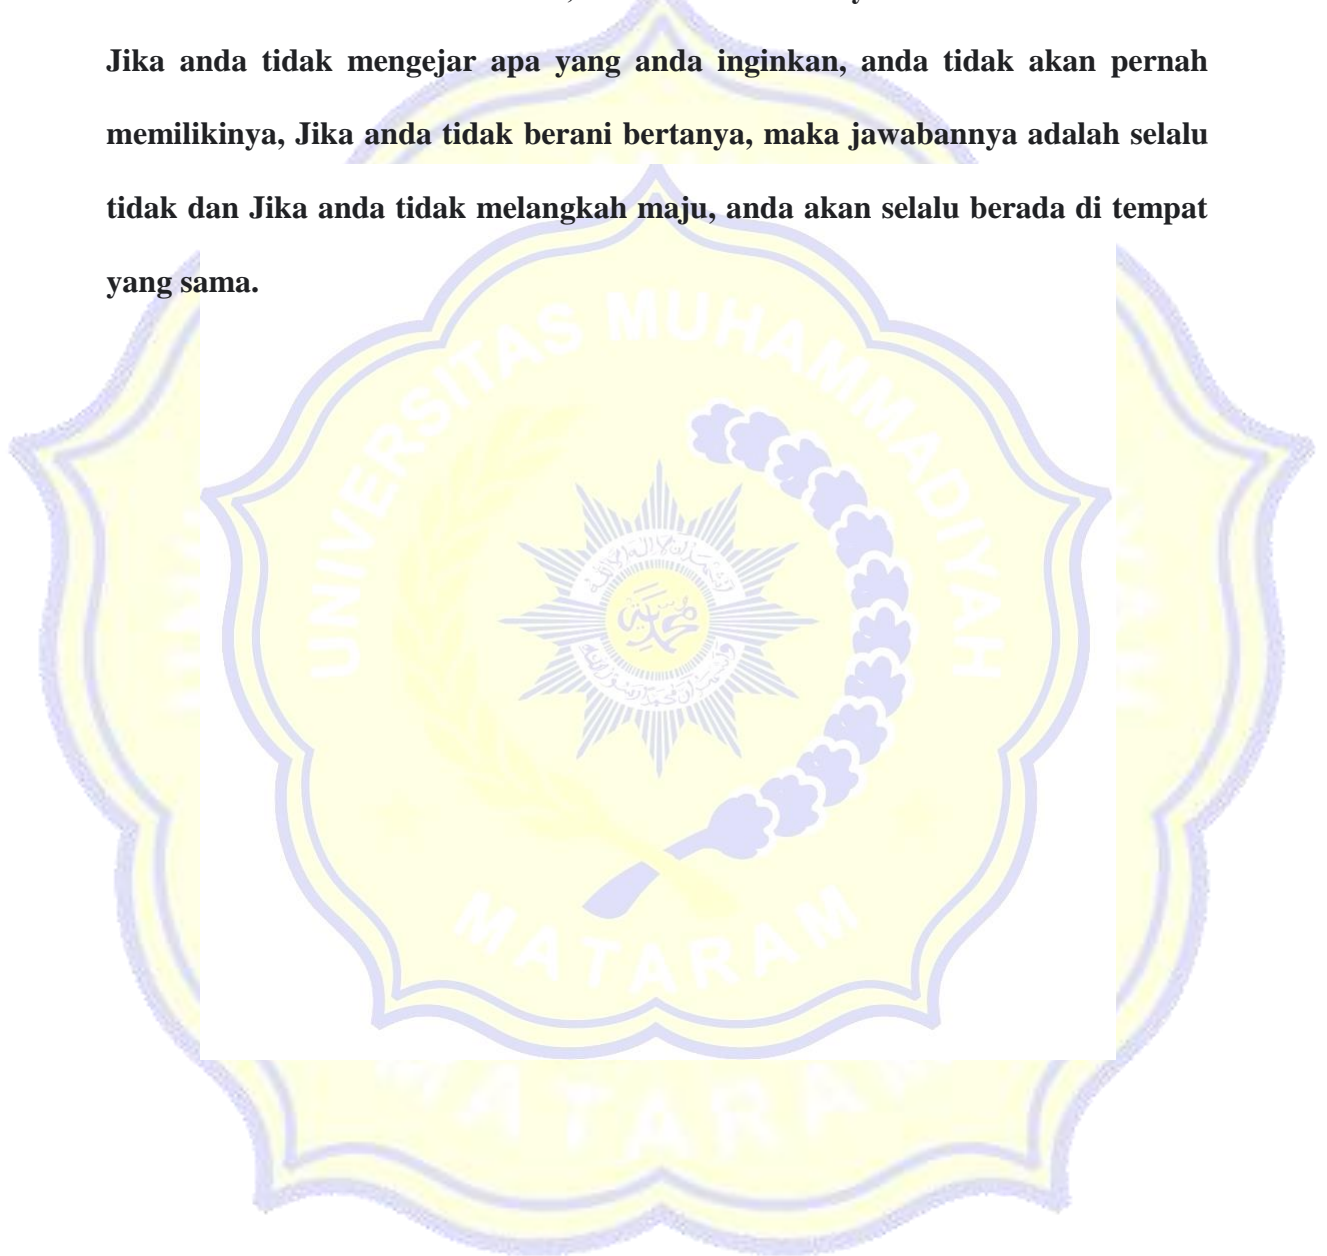 Jika anda tidak mengejar apa yang anda inginkan, anda tidak akan pernah
memilikinya, Jika anda tidak berani bertanya, maka jawabannya adalah selalu
tidak dan Jika anda tidak melangkah maju, anda akan selalu berada di tempat
yang sama.
UNIVERSITAS MUHAMMADIYAH
MATARAM
MATARAM